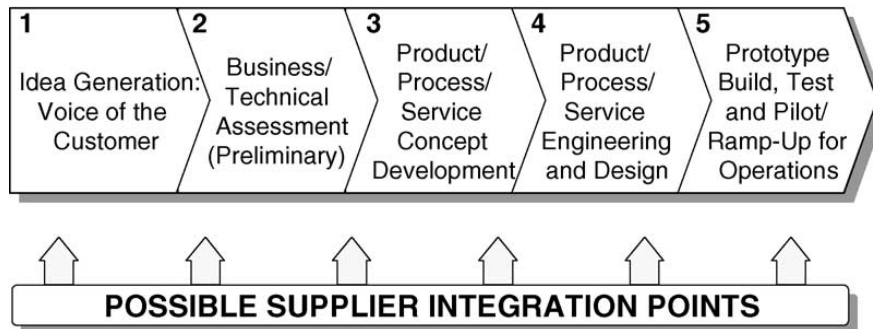 1
Idea Generation:
Voice of the
Customer
2
Business/
Technical
Assessment
(Preliminary)
3
Product/
Process/
Service
Concept
Development
4
Product/
Process/
Service
Engineering
and Design
5
Prototype
Build, Test
and Pilot/
Ramp-Up for
Operations
POSSIBLE SUPPLIER INTEGRATION POINTS